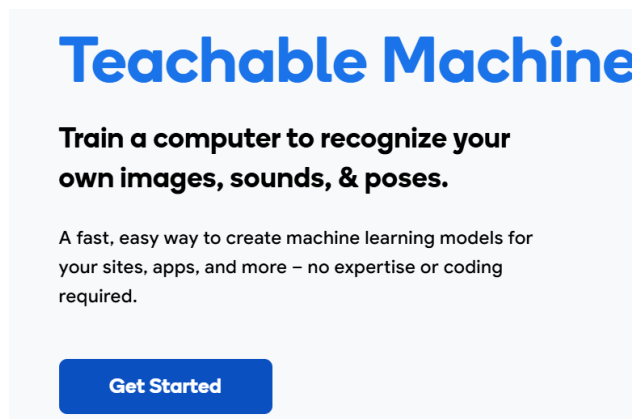 Teachable Machine
Train a computer to recognize your
own images, sounds, & poses.
A fast, easy way to create machine learning models for
your sites, apps, and more – no expertise or coding
required.
Get Started